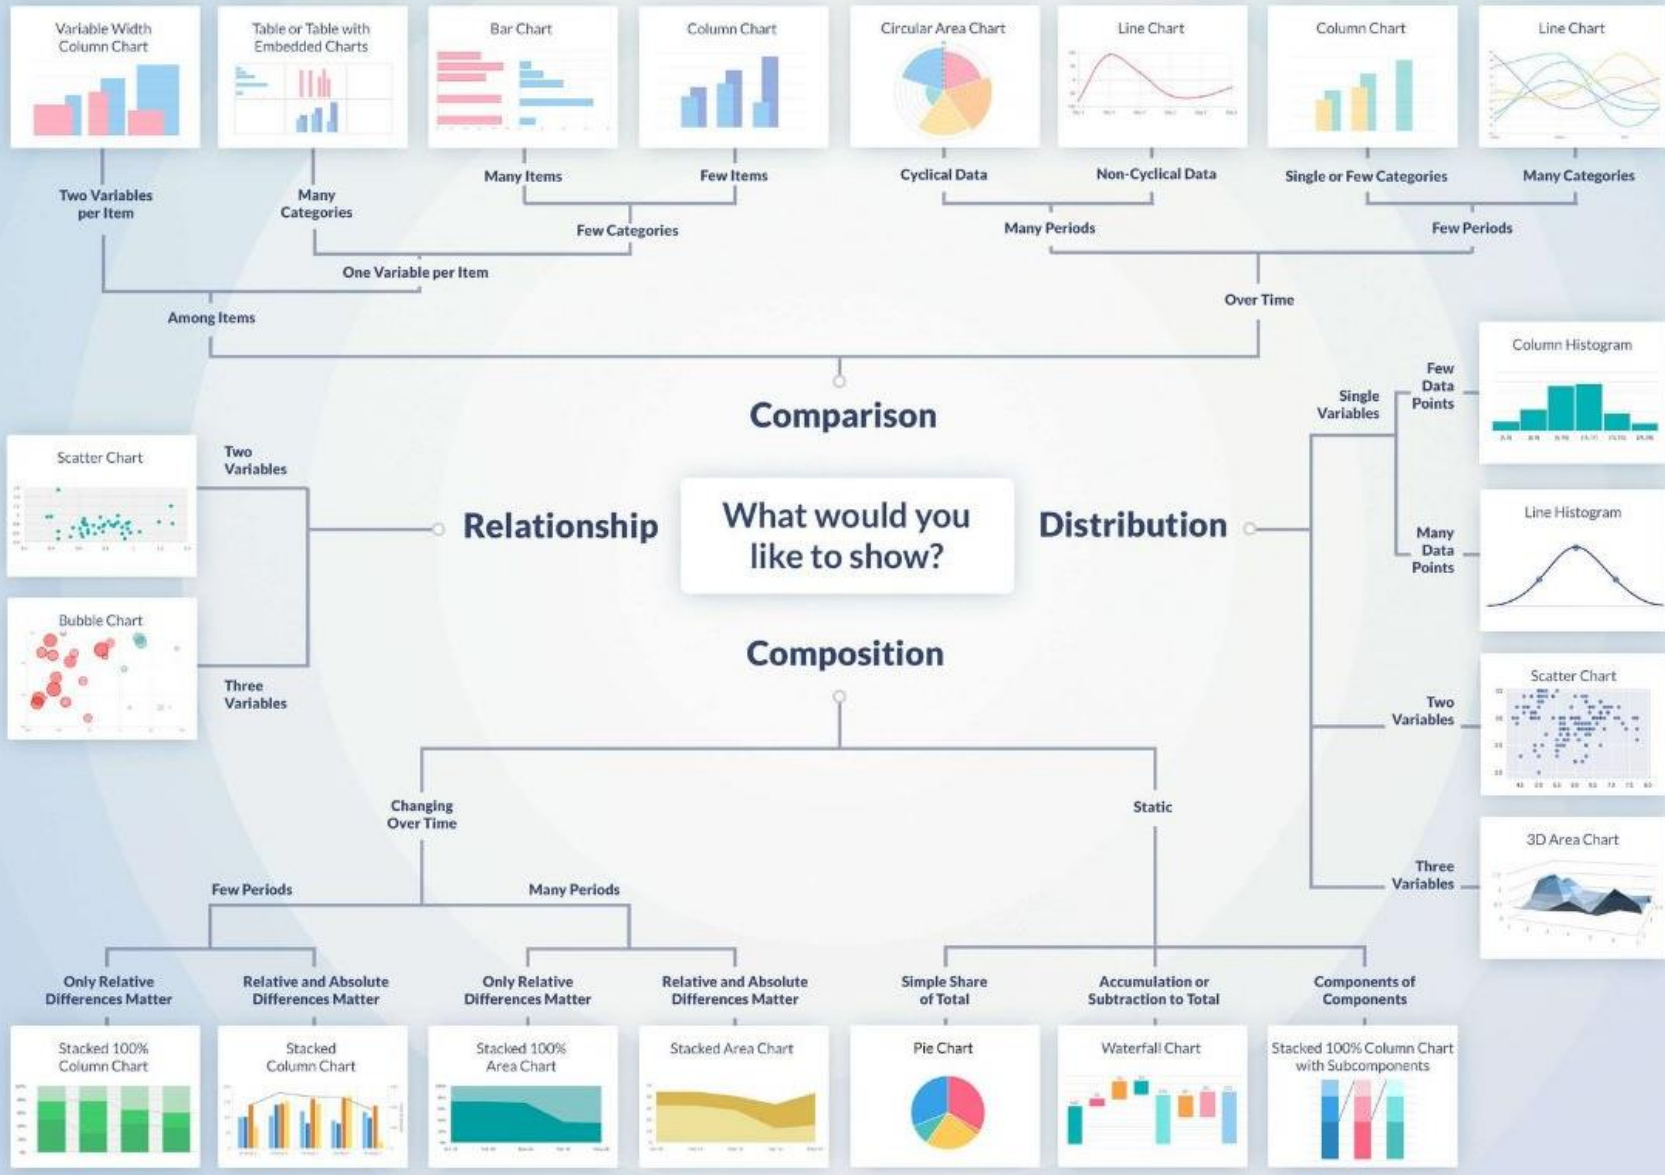 Variable Width
Column Chart
Table or Table with
Embedded Charts
Bar Chart
Column Chart
Circular Area Chart
Line Chart
Column Chart
Line Chart
Two Variables
per Item
Many
Categories
Many Items
Few Items
Cyclical Data
Non-Cyclical Data
Single or Few Categories
Many Categories
Few Categories
Many Periods
Few Periods
One Variable per Item
Among Items
Over Time
Comparison
Relationship
What would you
like to show?
Distribution
Composition
Scatter Chart
Two
Variables
Bubble Chart
Three
Variables
Single
Variables
Few
Data
Points
Column Histogram
Many
Data
Points
Line Histogram
Two
Variables
Scatter Chart
Three
Variables
3D Area Chart
Changing
Over Time
Static
Few Periods
Many Periods
Only Relative
Differences Matter
Relative and Absolute
Differences Matter
Only Relative
Differences Matter
Relative and Absolute
Differences Matter
Simple Share
of Total
Accumulation or
Subtraction to Total
Components of
Components
Stacked 100%
Column Chart
Stacked
Column Chart
Stacked 100%
Area Chart
Stacked Area Chart
Pie Chart
Waterfall Chart
Stacked 100% Column Chart
with Subcomponents